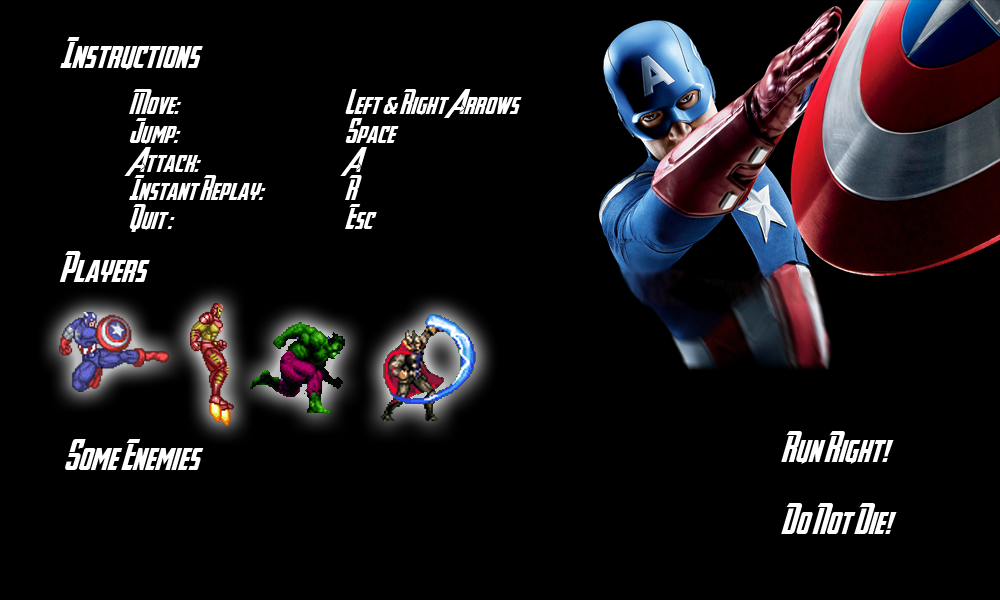 Instructions
Move: Left & Right Arrows
Jump: Space
Attack: A
Instant Replay: R
Quit: Esc
Players
Some Enemies
Run Right!
Do Not Die!
A